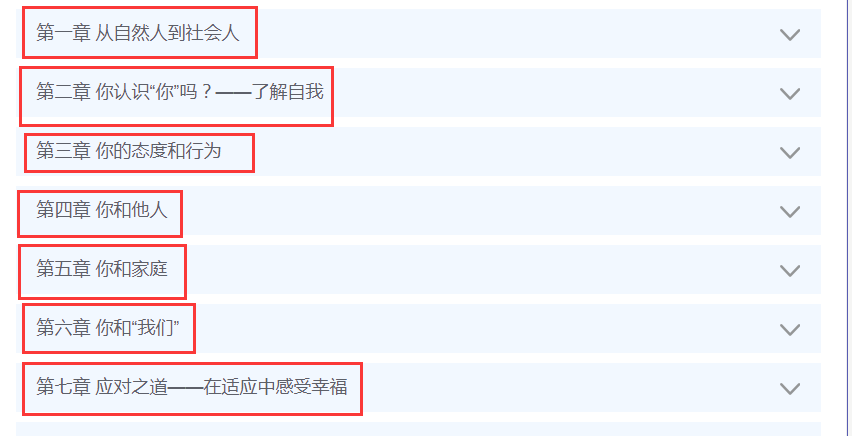 第一章 从自然人到社会人
第二章 你认识“你”吗？——了解自我
第三章 你的态度和行为
第四章 你和他人
第五章 你和家庭
第六章 你和“我们”
第七章 应对之道——在适应中感受幸福